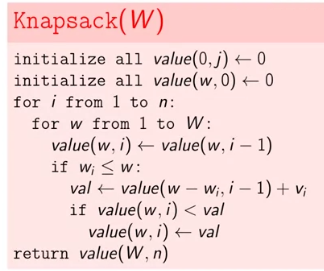 Knapsack(W)
initialize all value(0, j) ← 0
initialize all value(w, 0) ← 0
for i from 1 to n:
for w from 1 to W:
value(w, i) ← value(w, i − 1)
if wᵢ ≤ w:
val ← value(w − wᵢ, i − 1) + vᵢ
if value(w, i) < val
value(w, i) ← val
return value(W, n)